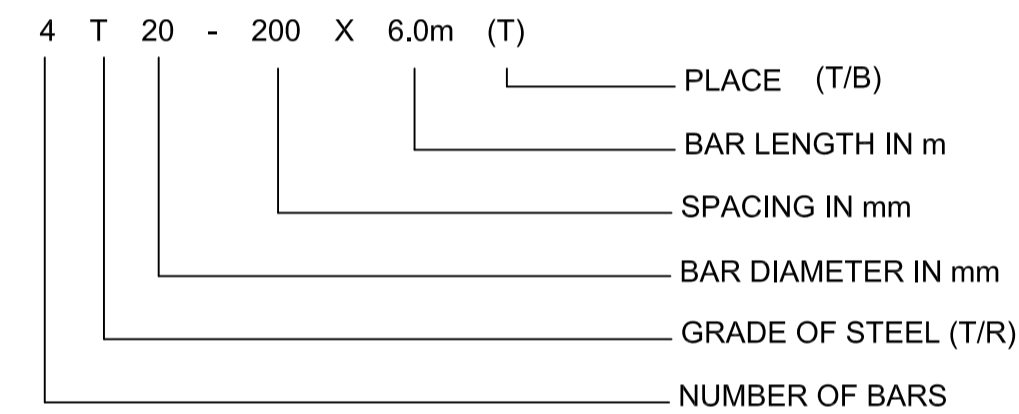 4 T 20 - 200 X 6.0m (T)
PLACE (T/B)
BAR LENGTH IN m
SPACING IN mm
BAR DIAMETER IN mm
GRADE OF STEEL (T/R)
NUMBER OF BARS